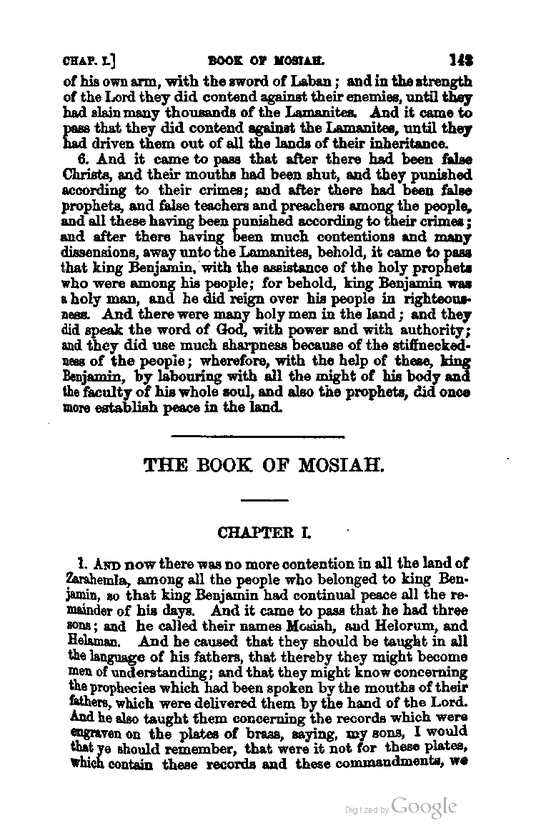 CHAP. I.] BOOK OF MOSIAH. 143
of his own arm, with the sword of Laban; and in the strength
of the Lord they did contend against their enemies, until they
had slain many thousands of the Lamanites. And it came to
pass that they did contend against the Lamanites, until they
had driven them out of all the lands of their inheritance.
6. And it came to pass that after there had been false
Christs, and their mouths had been shut, and they punished
according to their crimes; and after there had been false
prophets, and false teachers and preachers among the people,
and all these having been punished according to their crimes;
and after there having been much contentions and many
dissensions, away unto the Lamanites, behold, it came to pass
that king Benjamin, with the assistance of the holy prophets
who were among his people; for behold, king Benjamin was
a holy man, and he did reign over his people in righteous-
ness. And there were many holy men in the land; and they
did speak the word of God, with power and with authority;
and they did use much sharpness because of the stiffnecked-
ness of the people; wherefore, with the help of these, king
Benjamin, by labouring with all the might of his body and
the faculty of his whole soul, and also the prophets, did once
more establish peace in the land.
THE BOOK OF MOSIAH.
CHAPTER I.
1. AND now there was no more contention in all the land of
Zarahemla, among all the people who belonged to king Ben-
jamin, so that king Benjamin had continual peace all the re-
mainder of his days. And it came to pass that he had three
sons; and he called their names Mosiah, and Helorum, and
Helaman. And he caused that they should be taught in all
the language of his fathers, that thereby they might become
men of understanding; and that they might know concerning
the prophecies which had been spoken by the mouths of their
fathers, which were delivered them by the hand of the Lord.
And he also taught them concerning the records which were
engraven on the plates of brass, saying, my sons, I would
that ye should remember, that were it not for these plates,
which contain these records and these commandments, we
Digitized by Google